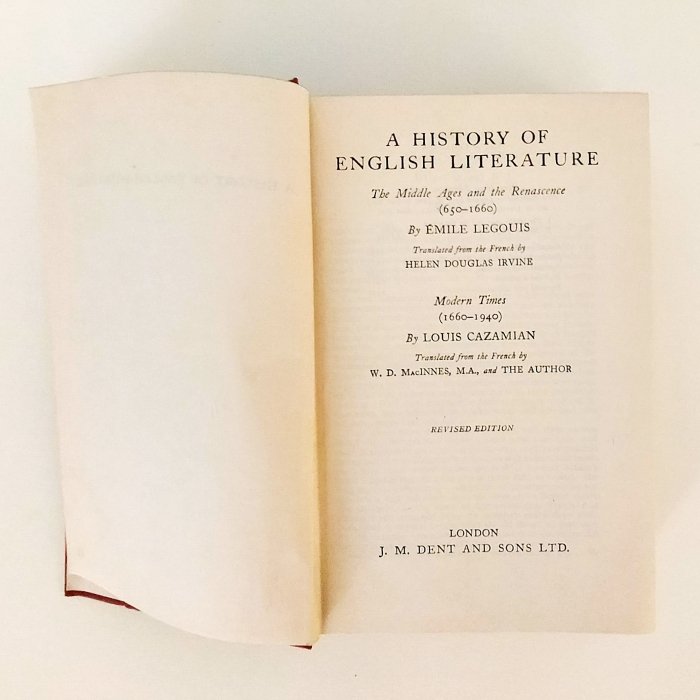 A HISTORY OF
ENGLISH LITERATURE
The Middle Ages and the Renascence
(650–1660)
By ÉMILE LEGOUIS
Translated from the French by
HELEN DOUGLAS IRVINE
Modern Times
(1660–1940)
By LOUIS CAZAMIAN
Translated from the French by
W. D. MACINNES, M.A., and THE AUTHOR
REVISED EDITION
LONDON
J. M. DENT AND SONS LTD.